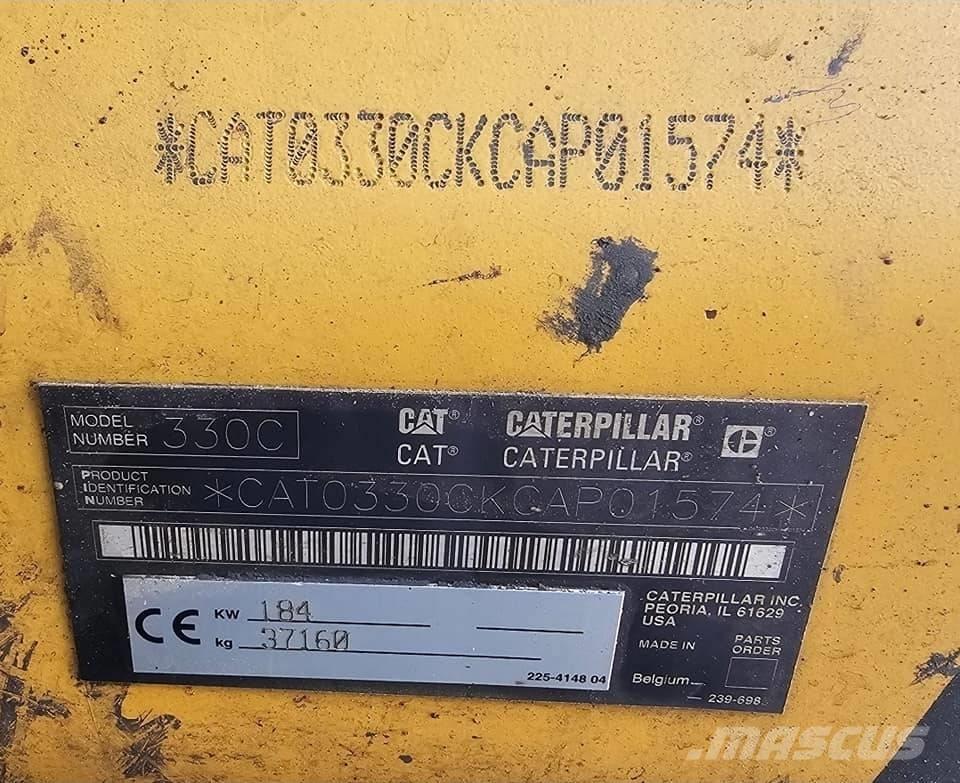 *CAT0330CKCAP01574*
MODEL NUMBER 330C
CAT® CATERPILLAR®
CAT® CATERPILLAR®
PRODUCT IDENTIFICATION NUMBER *CAT0330CKCAP01574*
CE KW 184
kg 37160
225-4148 04
CATERPILLAR INC.
PEORIA, IL 61629
USA
MADE IN Belgium
PARTS ORDER
239-698
MASCUS